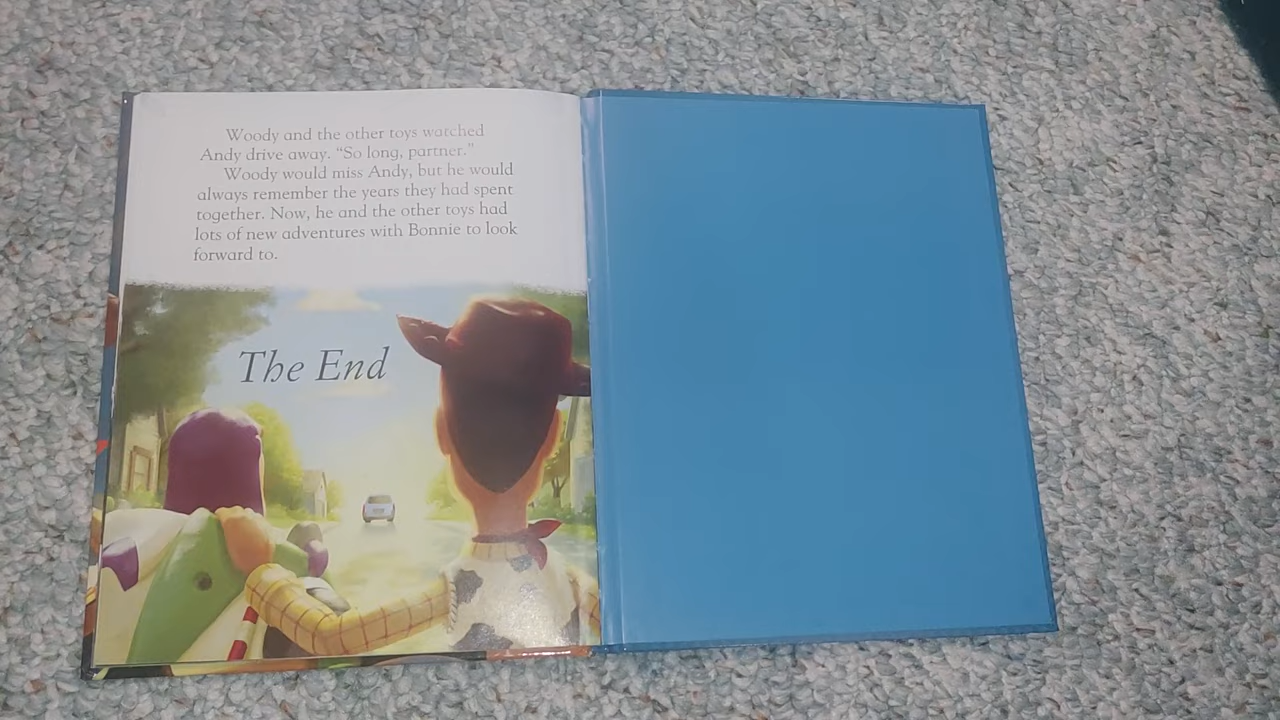 Woody and the other toys watched
Andy drive away. “So long, partner.”
Woody would miss Andy, but he would
always remember the years they had spent
together. Now, he and the other toys had
lots of new adventures with Bonnie to look
forward to.
The End